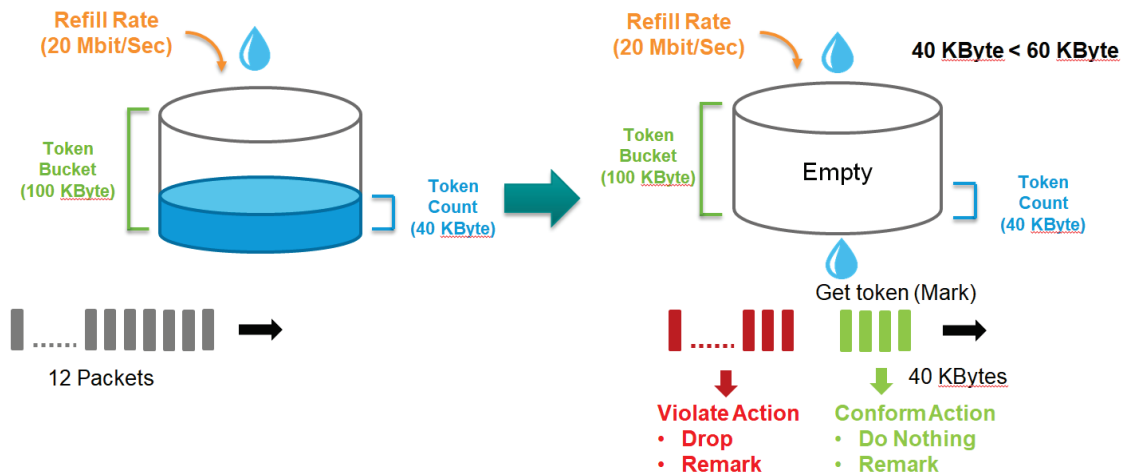 Refill Rate
(20 Mbit/Sec)
Token
Bucket
(100 KByte)
Token
Count
(40 KByte)
12 Packets
Refill Rate
(20 Mbit/Sec)
40 KByte < 60 KByte
Token
Bucket
(100 KByte)
Empty
Token
Count
(40 KByte)
Get token (Mark)
40 KBytes
Violate Action
• Drop
• Remark
Conform Action
• Do Nothing
• Remark